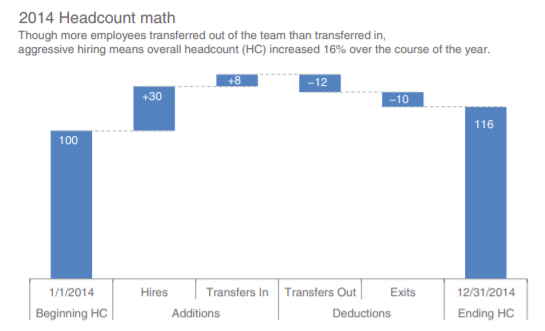 2014 Headcount math
Though more employees transferred out of the team than transferred in,
aggressive hiring means overall headcount (HC) increased 16% over the course of the year.
+8
−12
+30
−10
116
100
1/1/2014
Hires
Transfers In
Transfers Out
Exits
12/31/2014
Beginning HC
Additions
Deductions
Ending HC